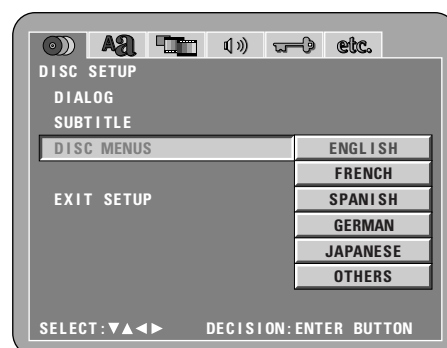 Aa etc.
DISC SETUP
DIALOG
SUBTITLE
DISC MENUS ENGLISH
FRENCH
EXIT SETUP SPANISH
GERMAN
JAPANESE
OTHERS
SELECT:▼▲◀▶ DECISION:ENTER BUTTON